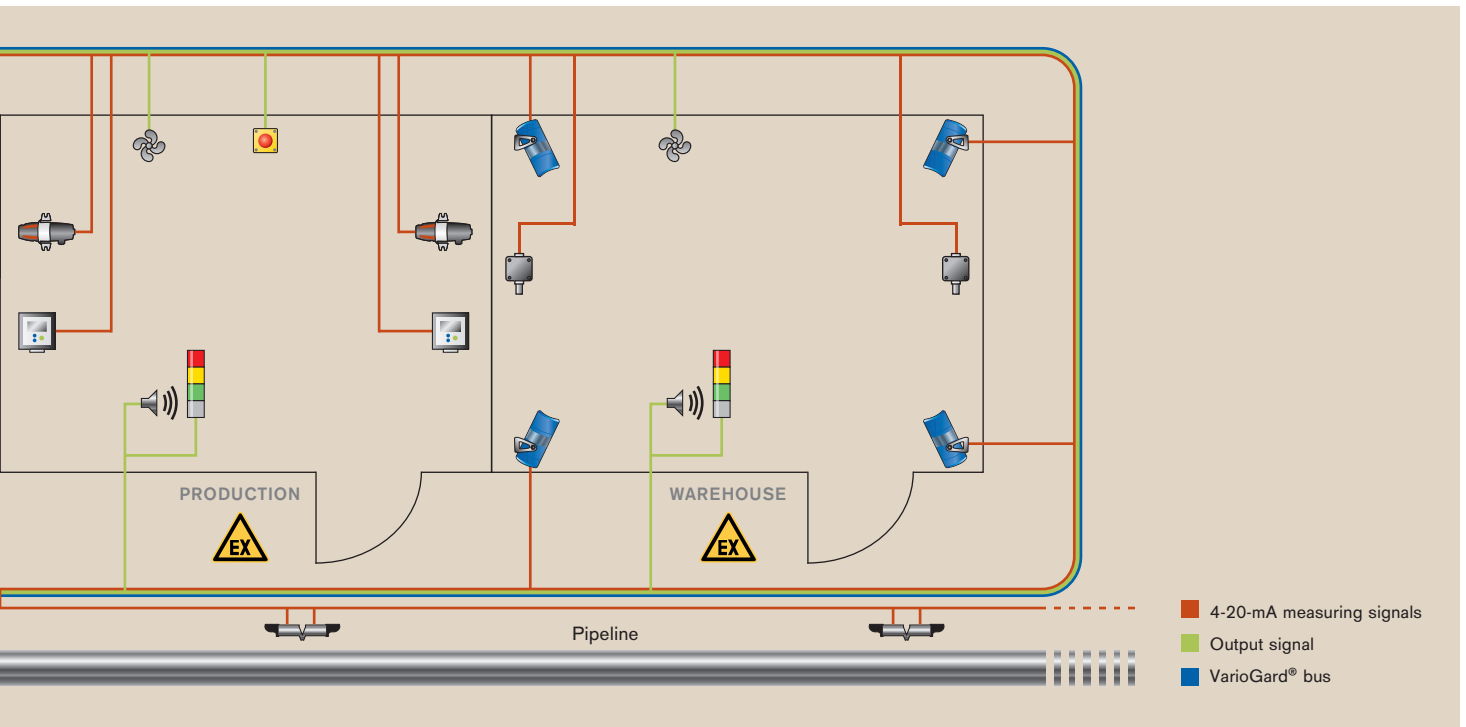 PRODUCTION
WAREHOUSE
EX
EX
4-20-mA measuring signals
Pipeline
Output signal
VarioGard® bus